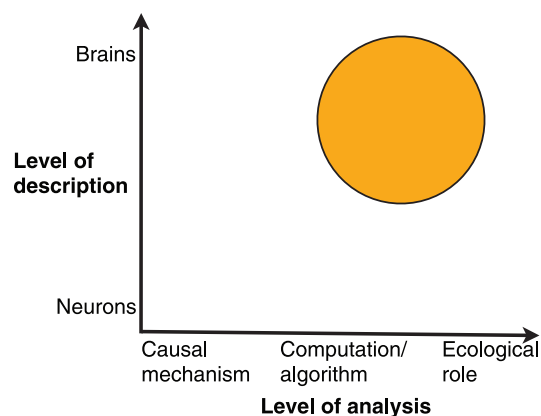 Brains
Level of
description
Neurons
Causal
mechanism
Computation/
algorithm
Ecological
role
Level of analysis